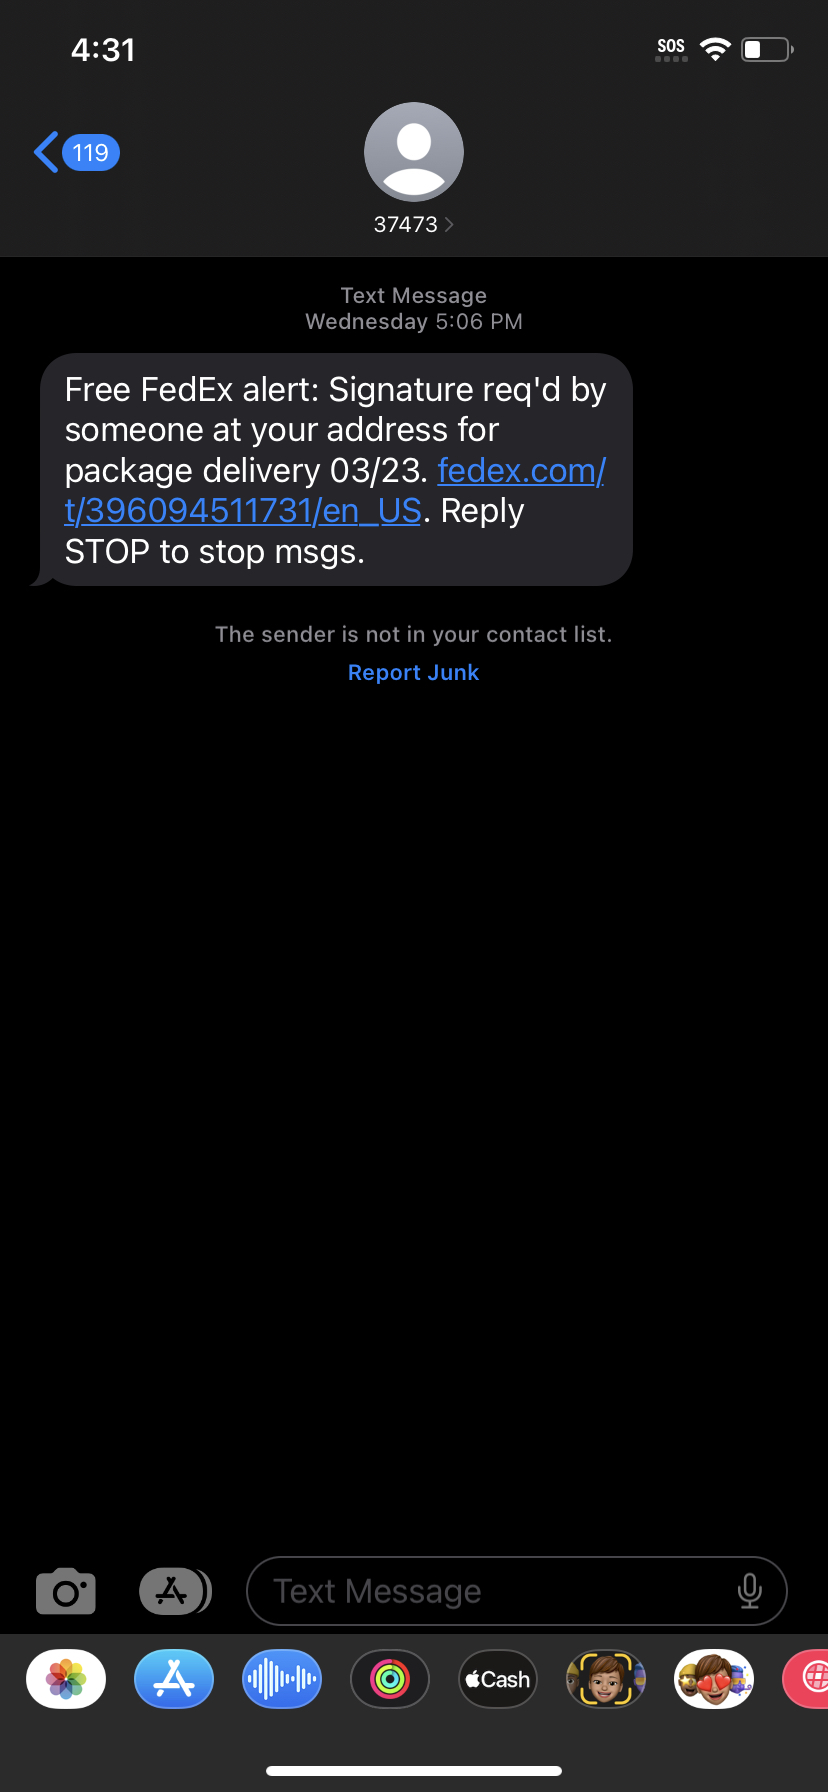 4:31
SOS
119
37473
Text Message
Wednesday 5:06 PM
Free FedEx alert: Signature req'd by
someone at your address for
package delivery 03/23. fedex.com/
t/396094511731/en_US. Reply
STOP to stop msgs.
The sender is not in your contact list.
Report Junk
Text Message
Cash